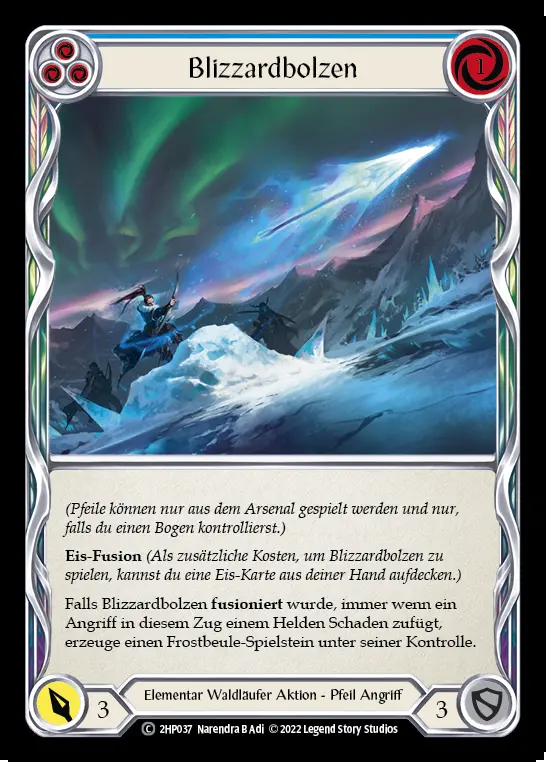 Blizzardbolzen
1
(Pfeile können nur aus dem Arsenal gespielt werden und nur,
falls du einen Bogen kontrollierst.)
Eis-Fusion (Als zusätzliche Kosten, um Blizzardbolzen zu
spielen, kannst du eine Eis-Karte aus deiner Hand aufdecken.)
Falls Blizzardbolzen fusioniert wurde, immer wenn ein
Angriff in diesem Zug einem Helden Schaden zufügt,
erzeuge einen Frostbeule-Spielstein unter seiner Kontrolle.
3
Elementar Waldläufer Aktion - Pfeil Angriff
3
C 2HP037 Narendra B Adi © 2022 Legend Story Studios